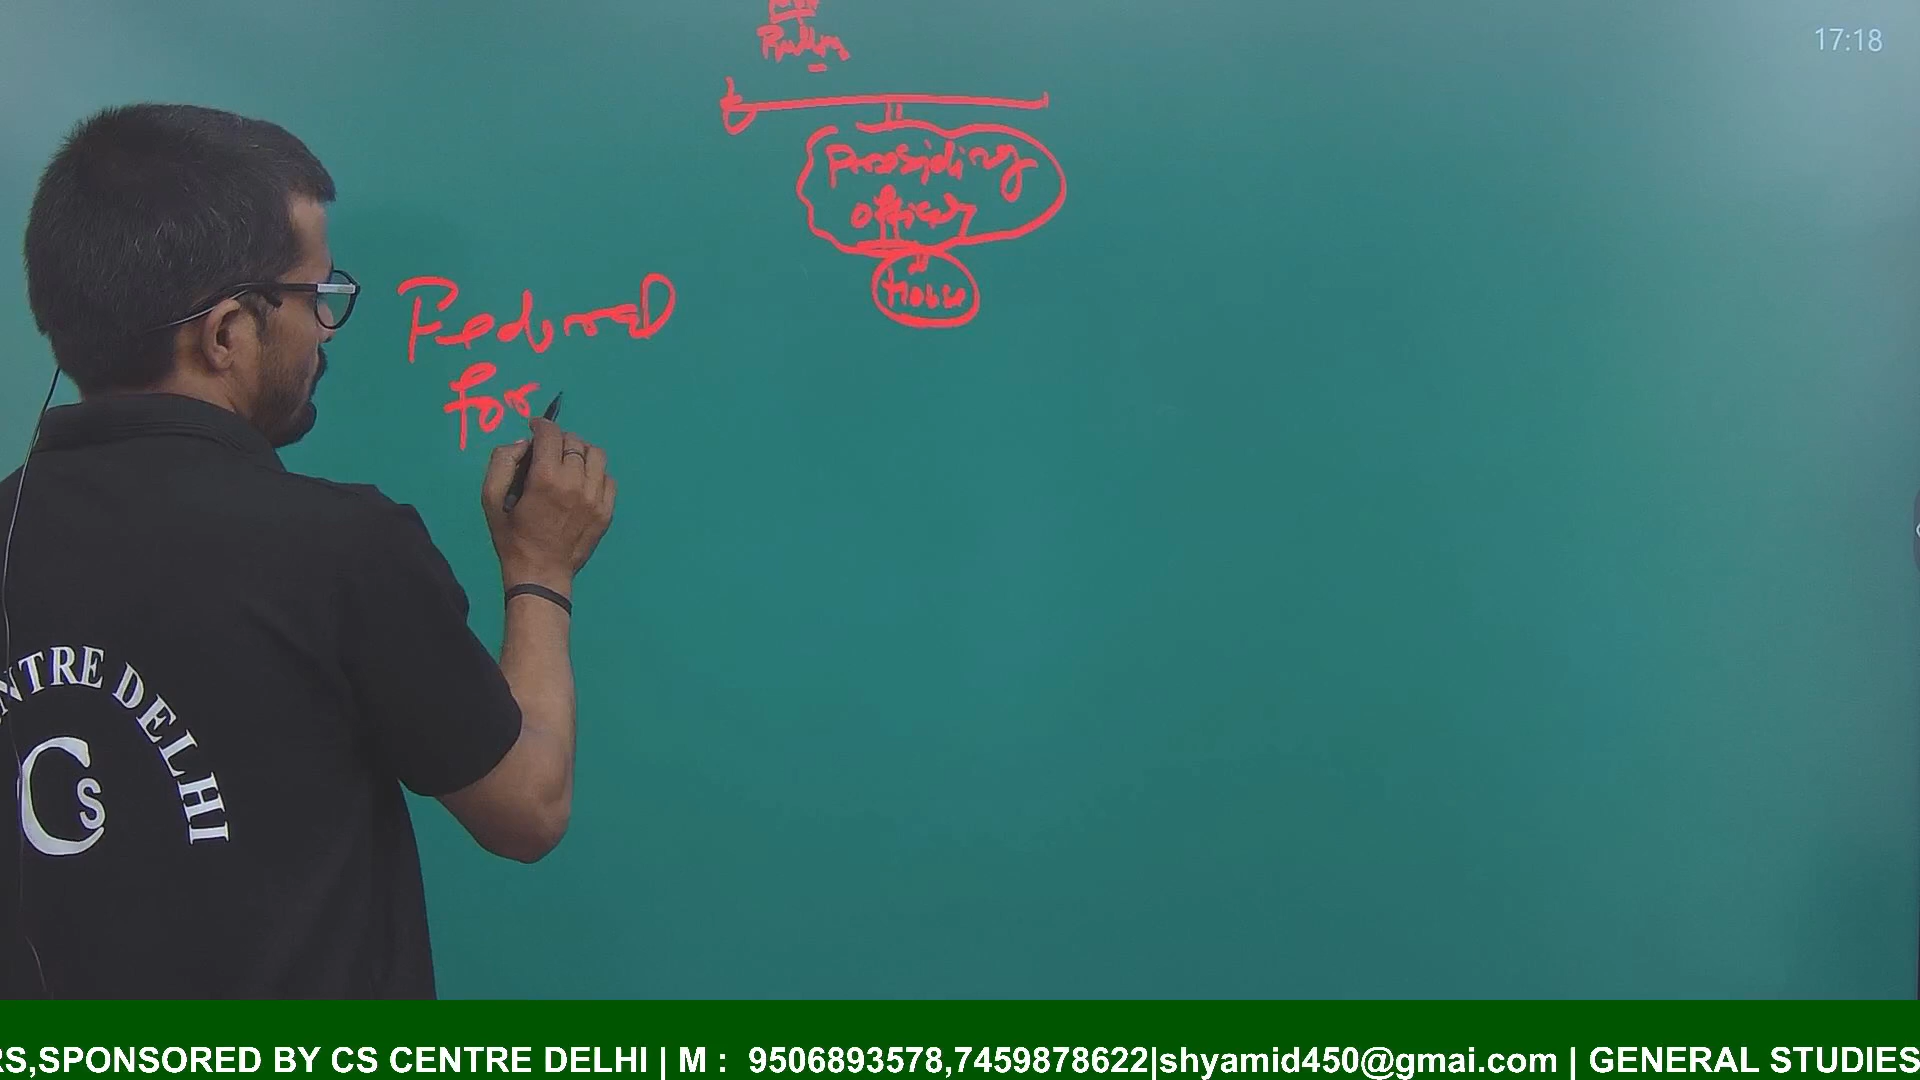 17:18
Presiding
officer
House
Federal
for
NTRE DELHI
Cs
RS,SPONSORED BY CS CENTRE DELHI | M : 9506893578,7459878622|shyamid450@gmai.com | GENERAL STUDIES